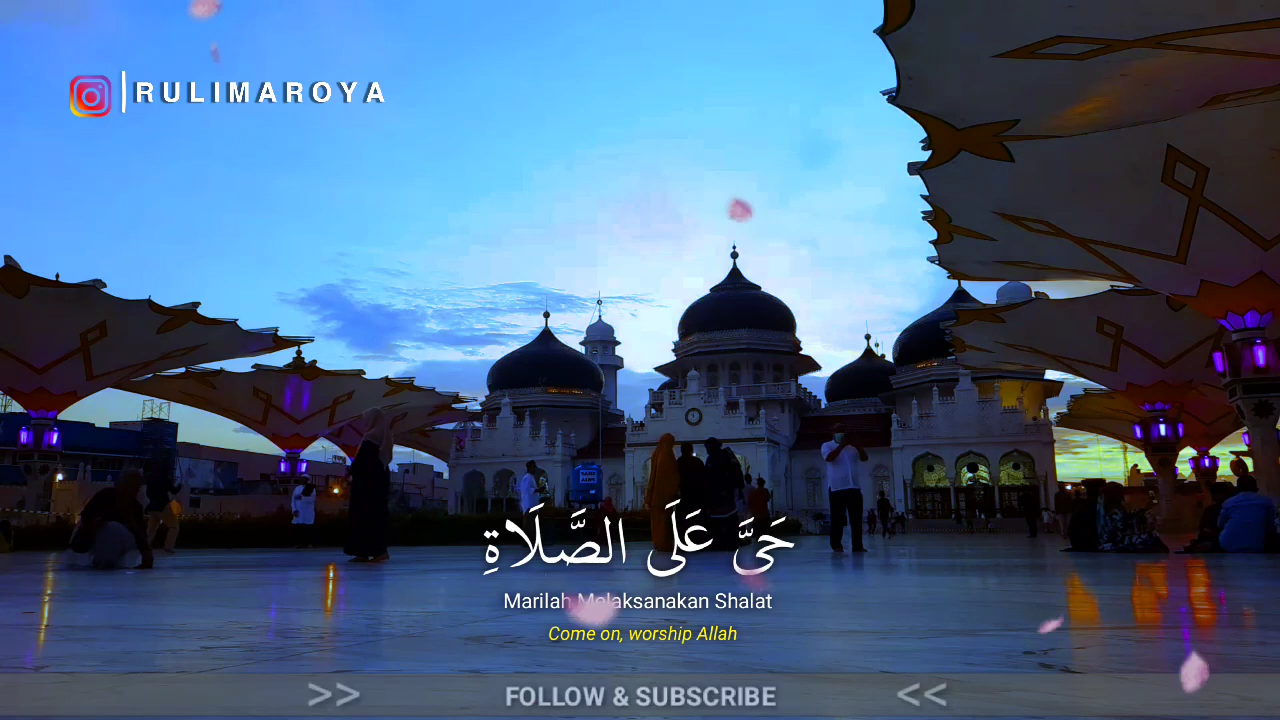 RULIMAROYA
حَيَّ عَلَى الصَّلَاةِ
Marilah Melaksanakan Shalat
Come on, worship Allah
>> FOLLOW & SUBSCRIBE <<